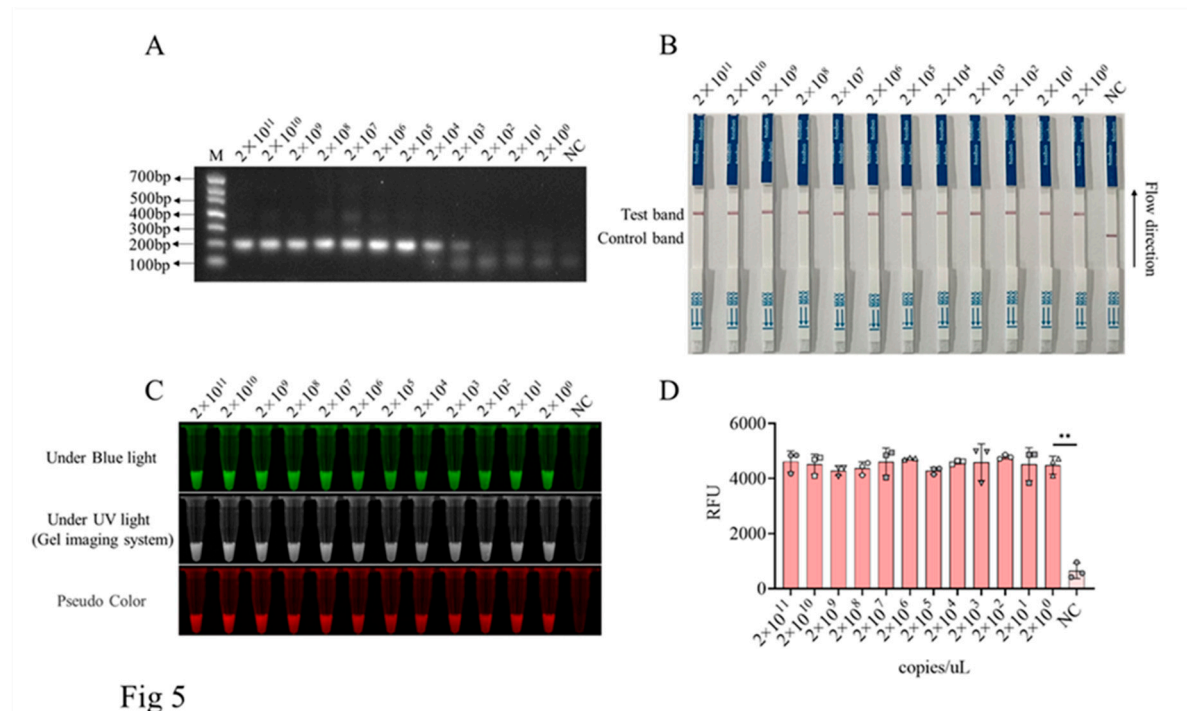 A
M 2×10¹¹ 2×10¹⁰ 2×10⁹ 2×10⁸ 2×10⁷ 2×10⁶ 2×10⁵ 2×10⁴ 2×10³ 2×10² 2×10¹ 2×10⁰ NC
700bp
500bp
400bp
300bp
200bp
100bp
B
2×10¹¹ 2×10¹⁰ 2×10⁹ 2×10⁸ 2×10⁷ 2×10⁶ 2×10⁵ 2×10⁴ 2×10³ 2×10² 2×10¹ 2×10⁰ NC
Test band
Control band
Flow direction
C
2×10¹¹ 2×10¹⁰ 2×10⁹ 2×10⁸ 2×10⁷ 2×10⁶ 2×10⁵ 2×10⁴ 2×10³ 2×10² 2×10¹ 2×10⁰ NC
Under Blue light
Under UV light
(Gel imaging system)
Pseudo Color
D
**
6000
4000
2000
0
RFU
2×10¹¹ 2×10¹⁰ 2×10⁹ 2×10⁸ 2×10⁷ 2×10⁶ 2×10⁵ 2×10⁴ 2×10³ 2×10² 2×10¹ 2×10⁰ NC
copies/uL
Fig 5